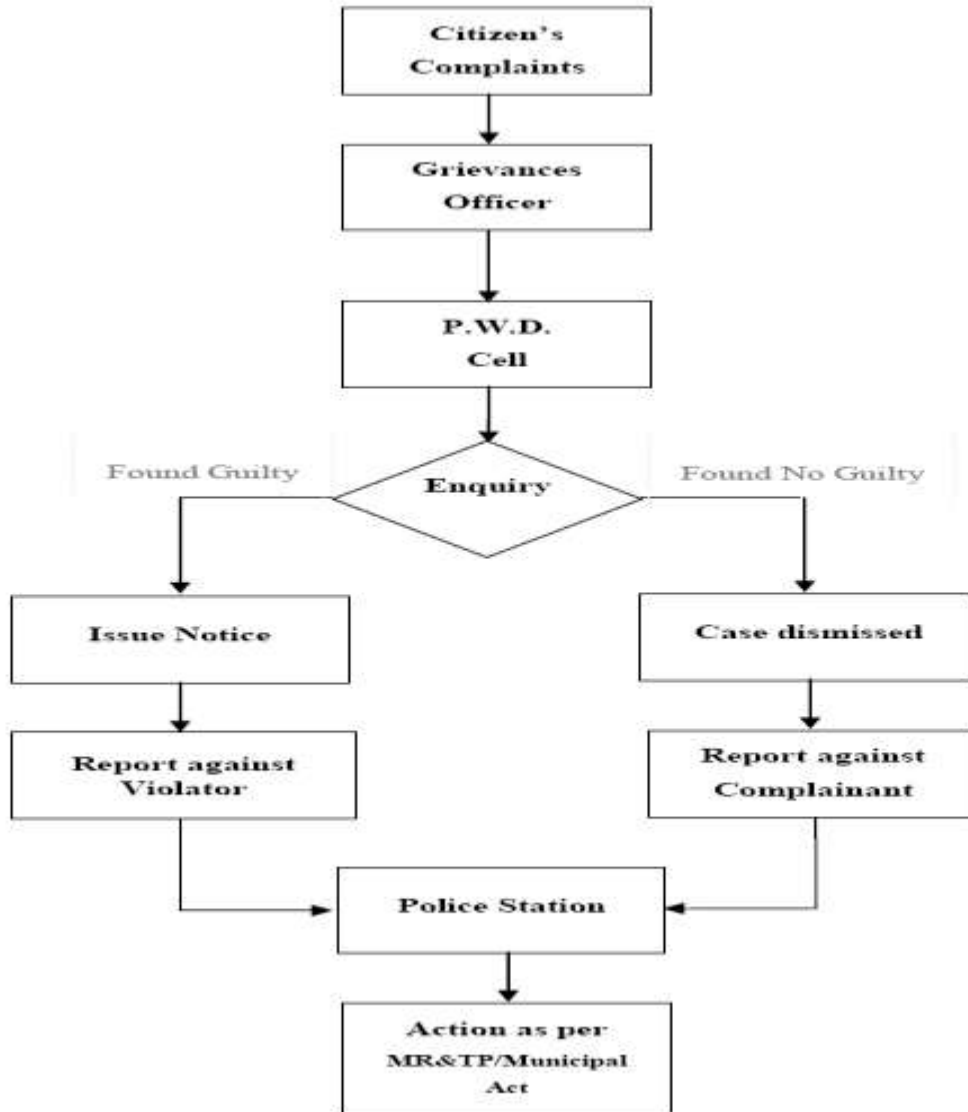 Citizen's
Complaints
Grievances
Officer
P.W.D.
Cell
Found Guilty
Enquiry
Found No Guilty
Issue Notice
Case dismissed
Report against
Violator
Report against
Complainant
Police Station
Action as per
MR&TP/Municipal
Act